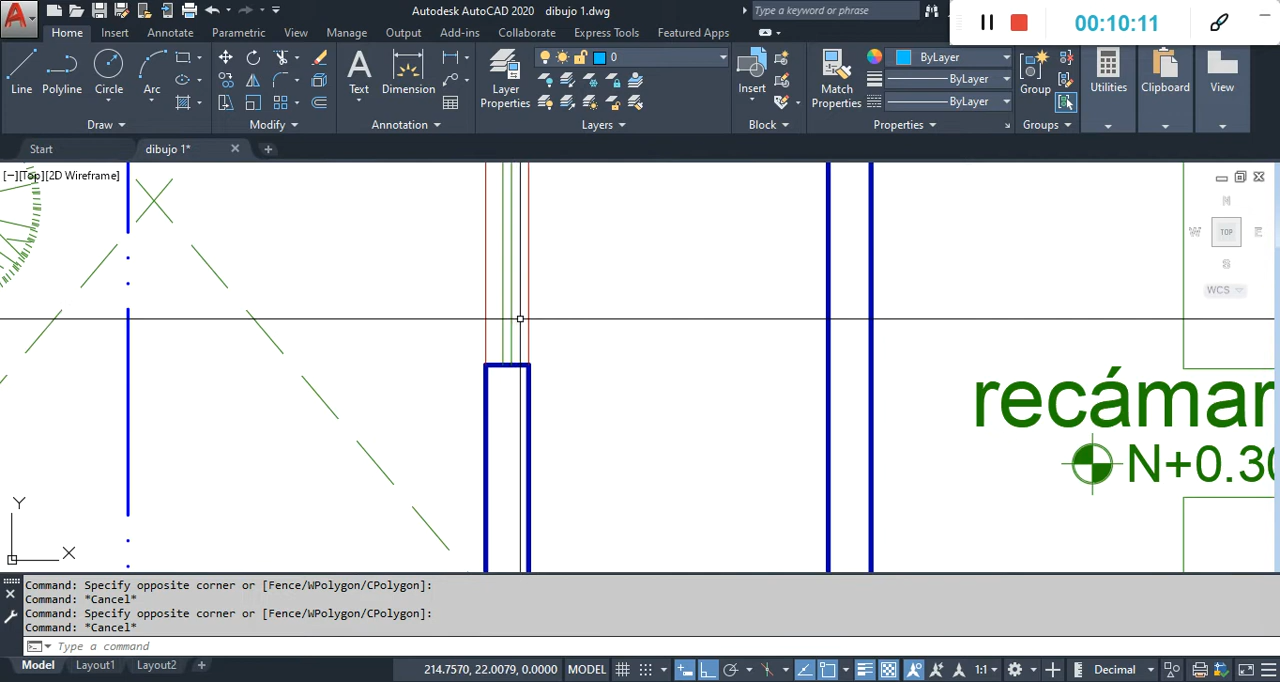 Autodesk AutoCAD 2020 dibujo 1.dwg
Type a keyword or phrase
00:10:11
Home Insert Annotate Parametric View Manage Output Add-ins Collaborate Express Tools Featured Apps
Line Polyline Circle Arc
Text Dimension
Layer Properties
0
Insert
Match Properties
ByLayer
ByLayer
ByLayer
Group
Utilities Clipboard View
Draw Modify Annotation Layers Block Properties Groups
Start dibujo 1*
[−][Top][2D Wireframe]
N
W TOP E
S
WCS
recámar
N+0.30
Y
X
Command: Specify opposite corner or [Fence/WPolygon/CPolygon]:
Command: *Cancel*
Command: Specify opposite corner or [Fence/WPolygon/CPolygon]:
Command: *Cancel*
Type a command
Model Layout1 Layout2 +
214.7570, 22.0079, 0.0000 MODEL 1:1 Decimal